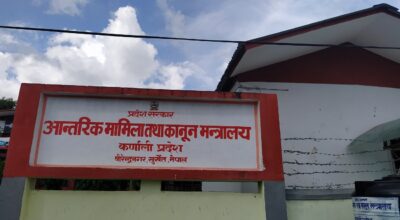 प्रदेश सरकार
आन्तरिक मामिला तथा कानून मन्त्रालय
कर्णाली प्रदेश
वीरेन्द्रनगर, सुर्खेत, नेपाल